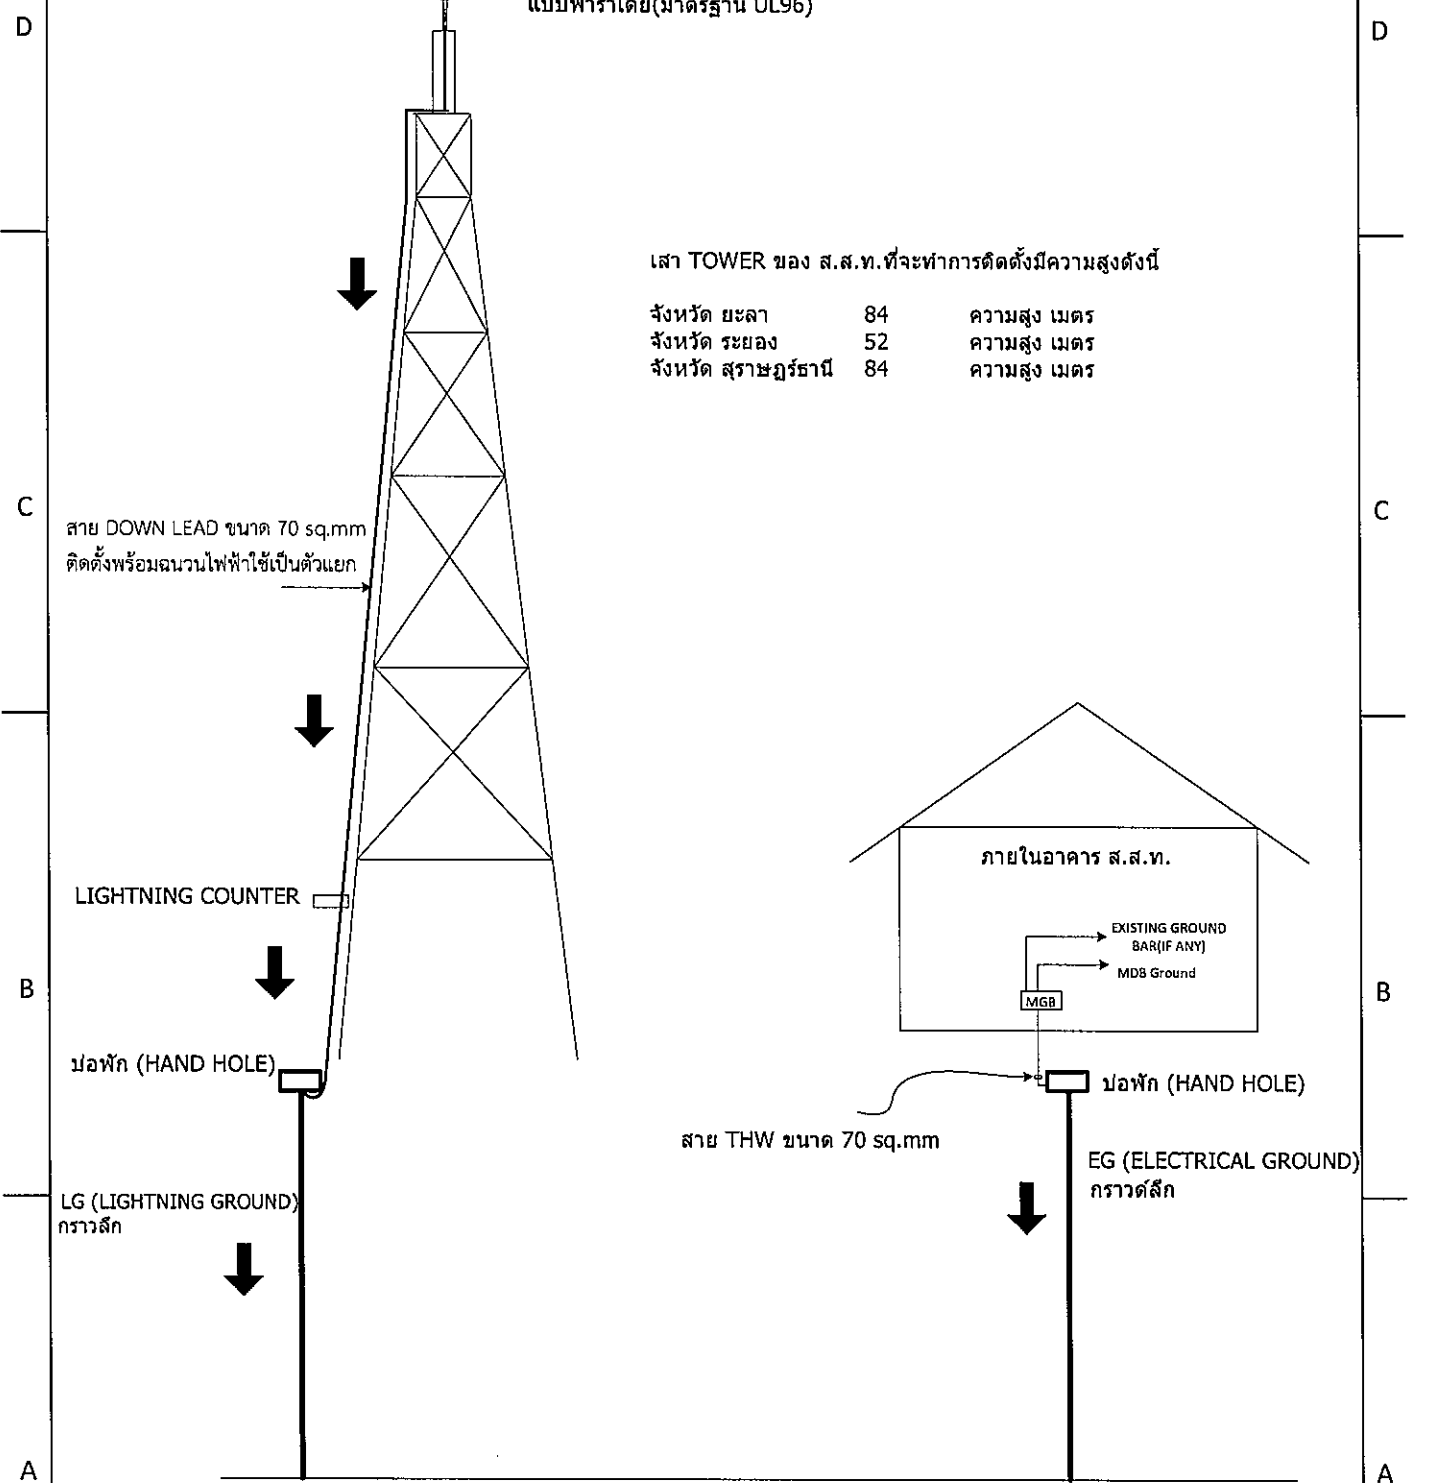 แบบฟาราเดย์(มาตรฐาน UL96)
D
D
เสา TOWER ของ ส.ส.ท.ที่จะทำการติดตั้งมีความสูงดังนี้
จังหวัด ยะลา 84 ความสูง เมตร
จังหวัด ระยอง 52 ความสูง เมตร
จังหวัด สุราษฎร์ธานี 84 ความสูง เมตร
C
C
สาย DOWN LEAD ขนาด 70 sq.mm
ติดตั้งพร้อมฉนวนไฟฟ้าใช้เป็นตัวแยก
ภายในอาคาร ส.ส.ท.
LIGHTNING COUNTER
EXISTING GROUND
BAR(IF ANY)
MDB Ground
MGB
B
B
บ่อพัก (HAND HOLE)
บ่อพัก (HAND HOLE)
สาย THW ขนาด 70 sq.mm
EG (ELECTRICAL GROUND)
กราวด์ลึก
LG (LIGHTNING GROUND)
กราวลึก
A
A